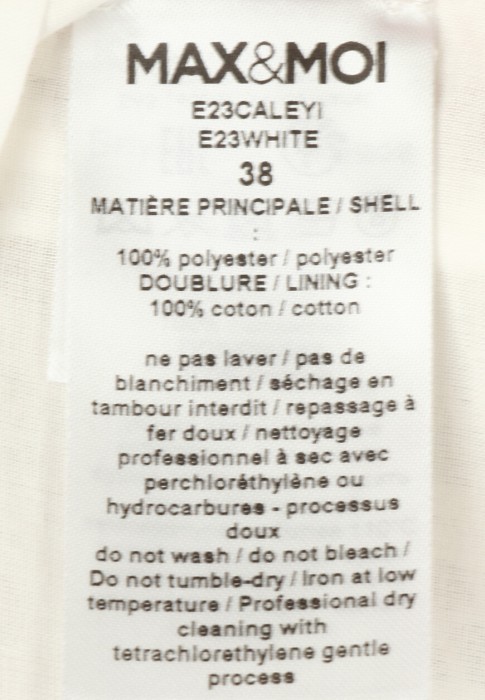 MAX&MOI
E23CALEYI
E23WHITE
38
MATIÈRE PRINCIPALE / SHELL
:
100% polyester / polyester
DOUBLURE / LINING :
100% coton / cotton
ne pas laver / pas de
blanchiment / séchage en
tambour interdit / repassage à
fer doux / nettoyage
professionnel à sec avec
perchloréthylène ou
hydrocarbures - processus
doux
do not wash / do not bleach /
Do not tumble-dry / Iron at low
temperature / Professional dry
cleaning with
tetrachlorethylene gentle
process